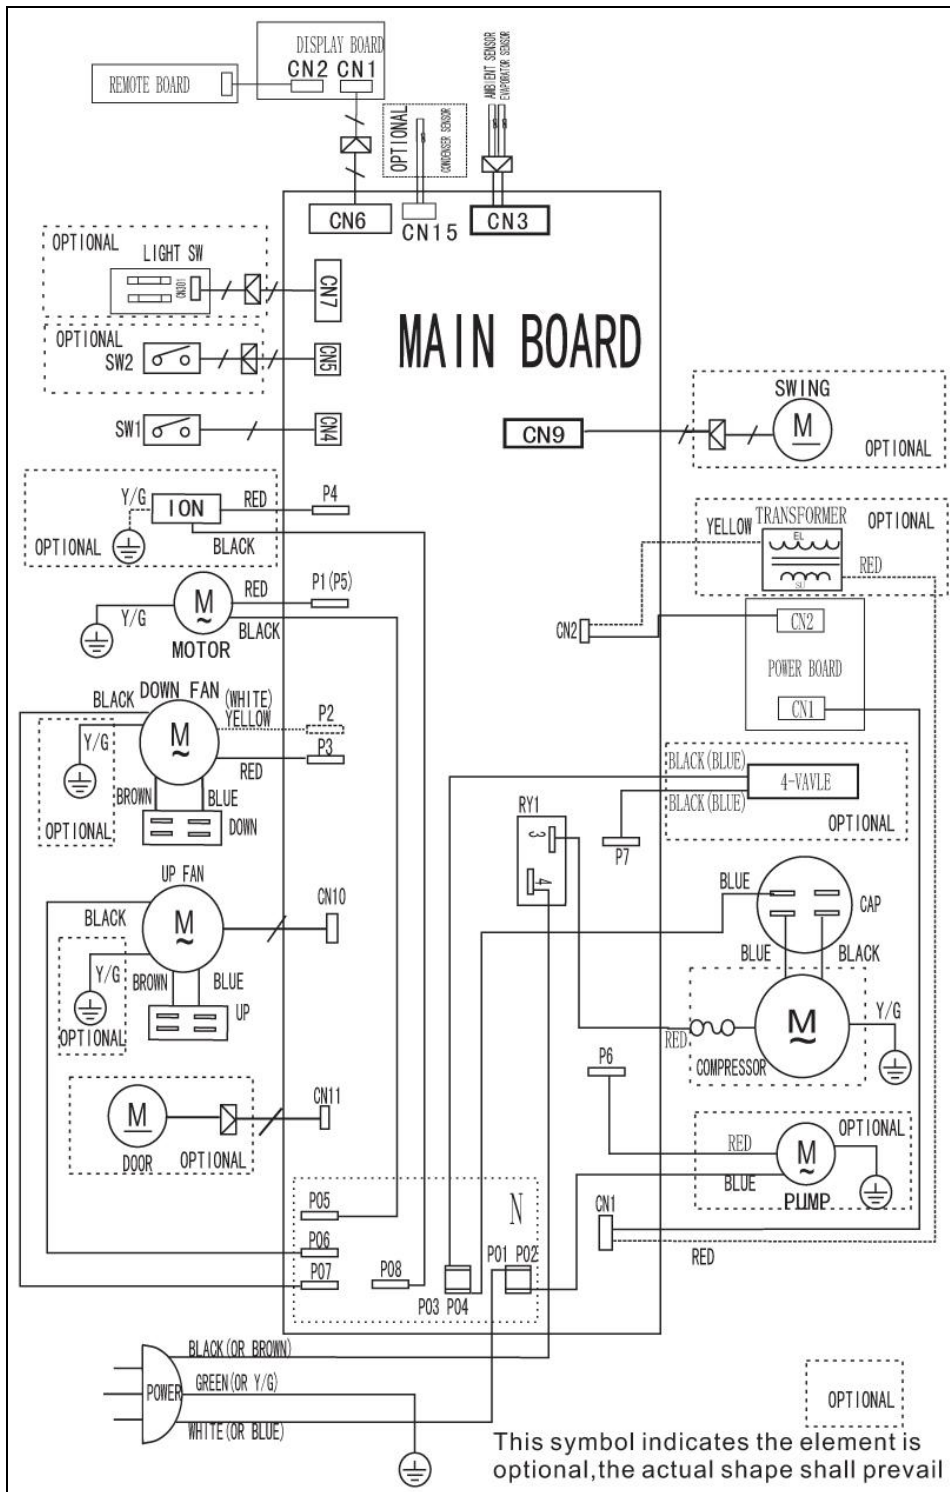 DISPLAY BOARD
CN2 CN1
REMOTE BOARD
OPTIONAL
CONDENSER SENSOR
AMBIENT SENSOR
EVAPORATOR SENSOR
CN6
CN15
CN3
OPTIONAL
LIGHT SW
CN301
CN7
OPTIONAL
SW2
CN5
MAIN BOARD
SW1
CN4
CN9
SWING
M
OPTIONAL
Y/G
ION
RED
P4
OPTIONAL
BLACK
YELLOW
TRANSFORMER
OPTIONAL
EL
RED
M
~
RED
P1(P5)
Y/G
BLACK
MOTOR
CN2
CN2
POWER BOARD
CN1
BLACK
DOWN FAN
(WHITE)
YELLOW
P2
Y/G
M
~
P3
RED
BROWN
BLUE
OPTIONAL
DOWN
BLACK(BLUE)
4-VAVLE
BLACK(BLUE)
OPTIONAL
RY1
3
4
P7
UP FAN
CN10
BLACK
M
~
Y/G
BROWN
BLUE
OPTIONAL
UP
BLUE
CAP
BLUE
BLACK
M
~
Y/G
RED
COMPRESSOR
P6
CN11
M
DOOR
OPTIONAL
OPTIONAL
RED
M
~
BLUE
PUMP
CN1
RED
P05
N
P06
P07
P08
P01 P02
P03 P04
BLACK(OR BROWN)
POWER
GREEN(OR Y/G)
WHITE(OR BLUE)
OPTIONAL
This symbol indicates the element is
optional,the actual shape shall prevail